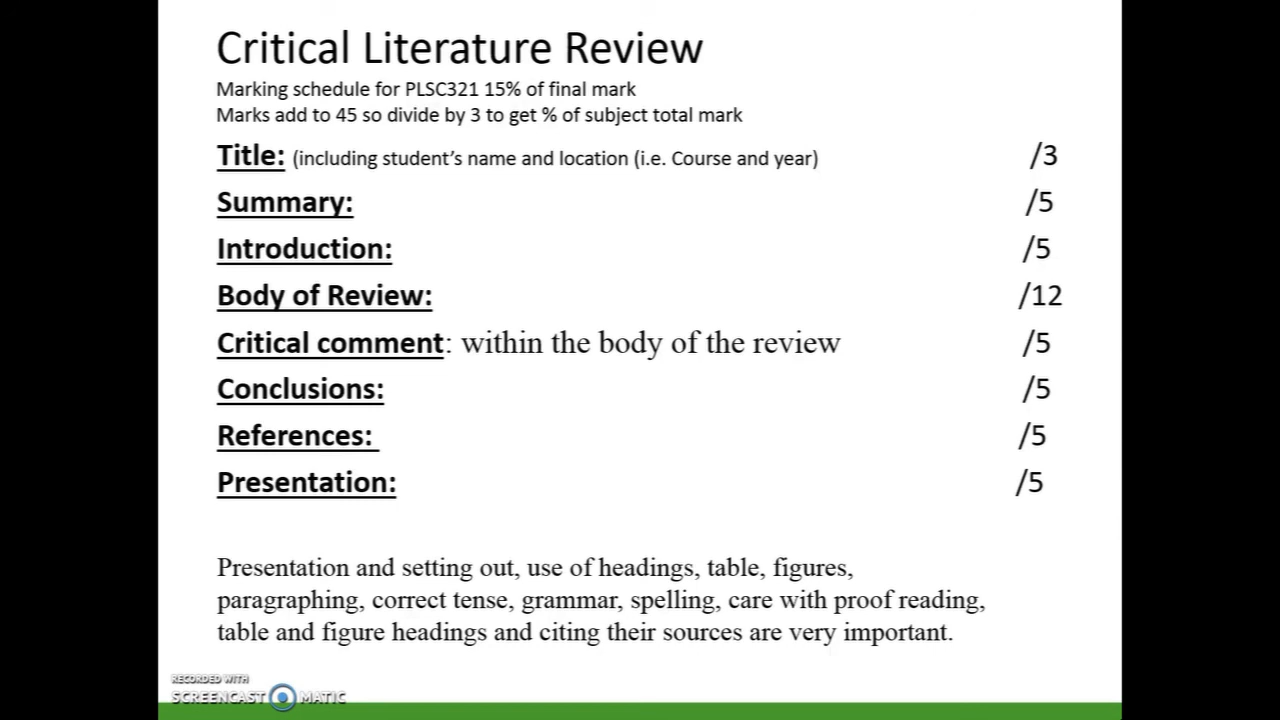 Critical Literature Review
Marking schedule for PLSC321 15% of final mark
Marks add to 45 so divide by 3 to get % of subject total mark
Title: (including student's name and location (i.e. Course and year) /3
Summary: /5
Introduction: /5
Body of Review: /12
Critical comment: within the body of the review /5
Conclusions: /5
References: /5
Presentation: /5
Presentation and setting out, use of headings, table, figures,
paragraphing, correct tense, grammar, spelling, care with proof reading,
table and figure headings and citing their sources are very important.
RECORDED WITH
SCREENCAST MATIC